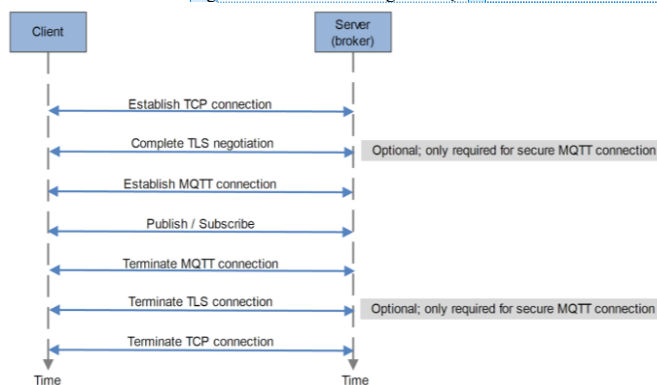 Client
Server
(broker)
Establish TCP connection
Complete TLS negotiation
Optional; only required for secure MQTT connection
Establish MQTT connection
Publish / Subscribe
Terminate MQTT connection
Terminate TLS connection
Optional; only required for secure MQTT connection
Terminate TCP connection
Time
Time